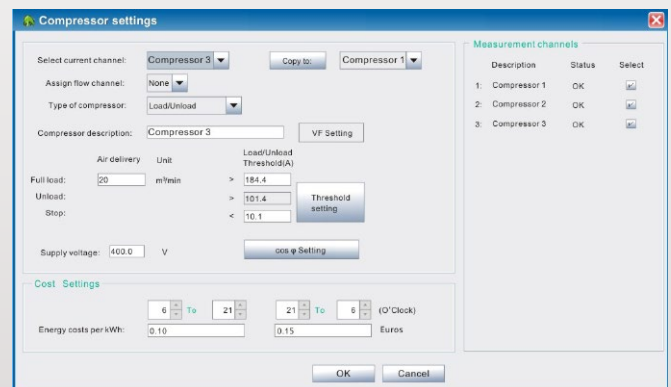 Compressor settings
Select current channel: Compressor 3 Copy to: Compressor 1
Assign flow channel: None
Type of compressor: Load/Unload
Compressor description: Compressor 3 VF Setting
Air delivery Unit Load/Unload Threshold(A)
Full load: 20 m³/min > 184.4
Unload: > 101.4 Threshold setting
Stop: < 10.1
Supply voltage: 400.0 V cos φ Setting
Cost Settings
6 To 21 21 To 6 (O'Clock)
Energy costs per kWh: 0.10 0.15 Euros
OK Cancel
Measurement channels
Description Status Select
1: Compressor 1 OK
2: Compressor 2 OK
3: Compressor 3 OK